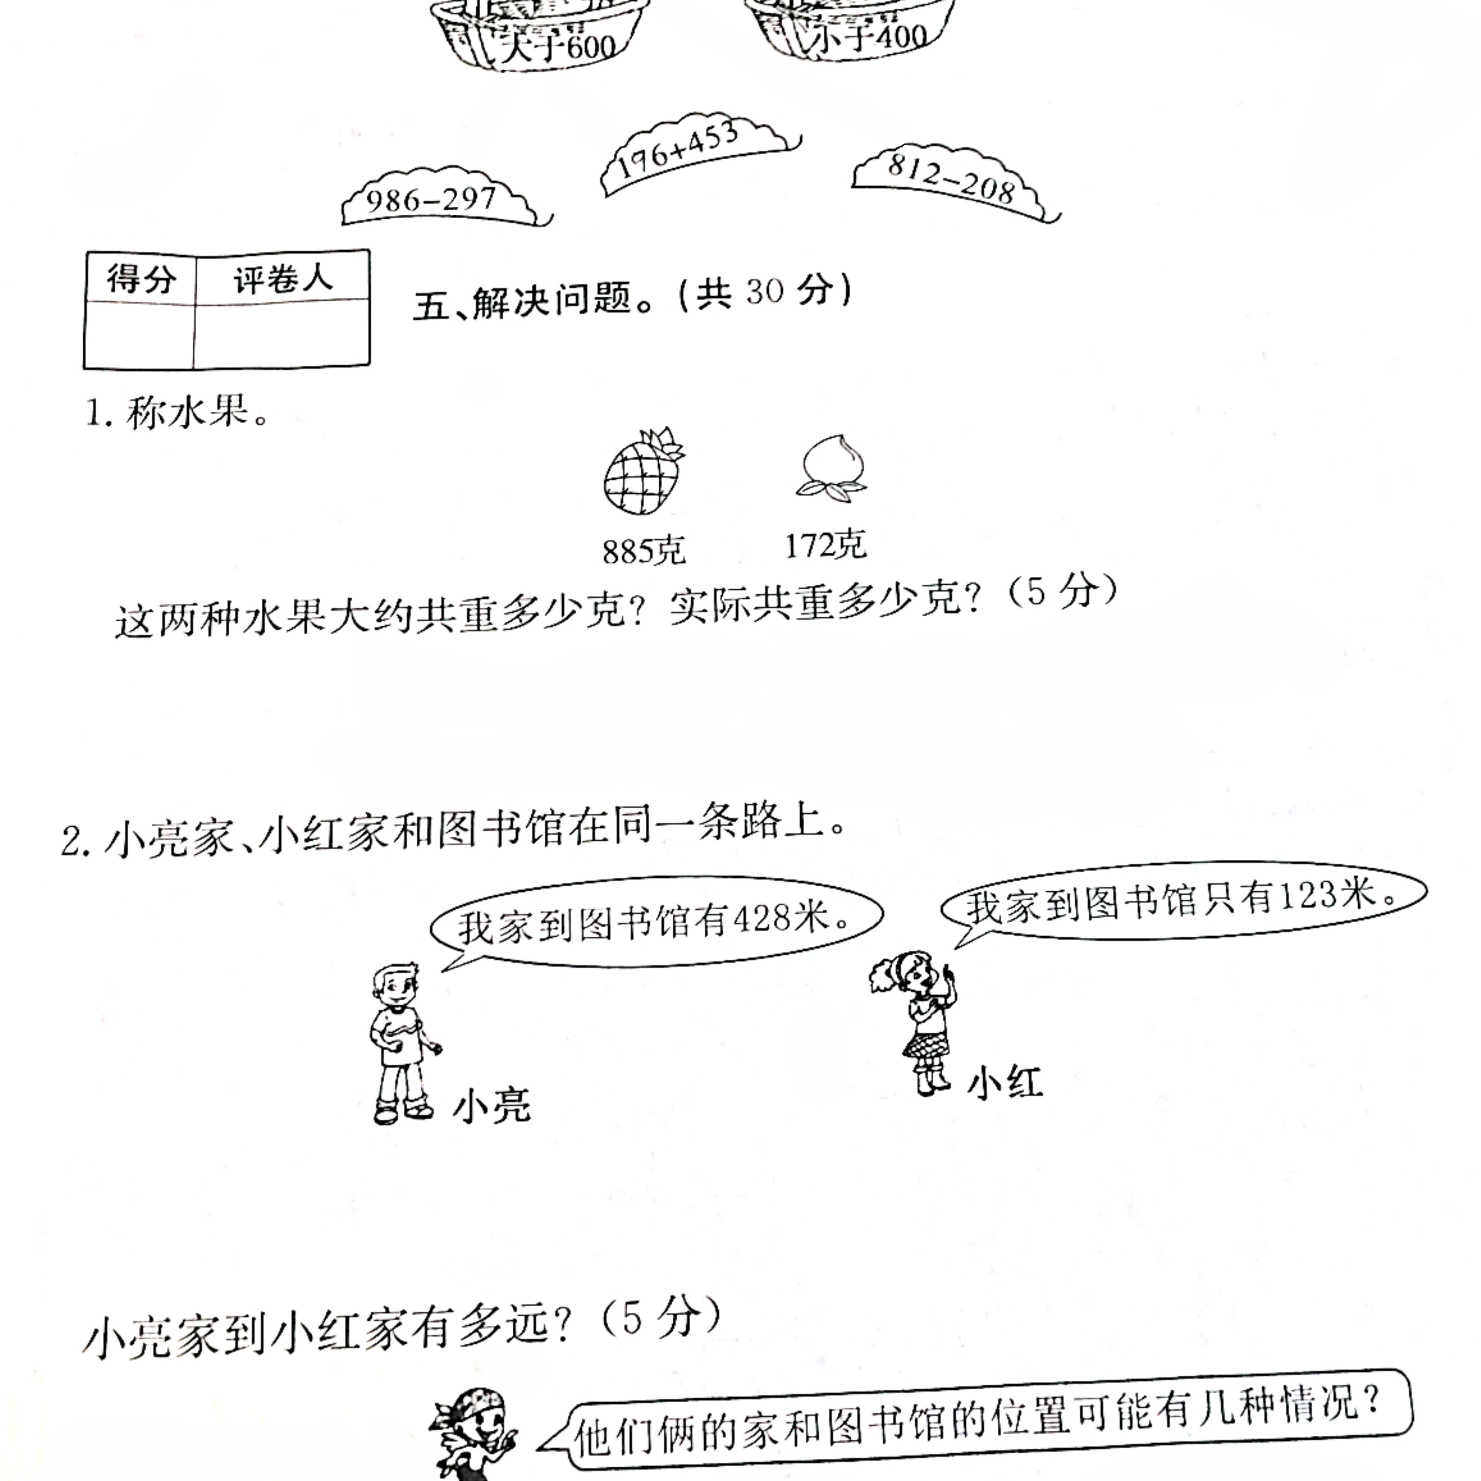 大于600 小于400
986-297 196+453 812-208
得分 评卷人
五、解决问题。(共 30 分)
1. 称水果。
885克 172克
这两种水果大约共重多少克? 实际共重多少克?(5 分)
2. 小亮家、小红家和图书馆在同一条路上。
我家到图书馆有428米。 我家到图书馆只有123米。
小亮 小红
小亮家到小红家有多远?(5 分)
他们俩的家和图书馆的位置可能有几种情况?